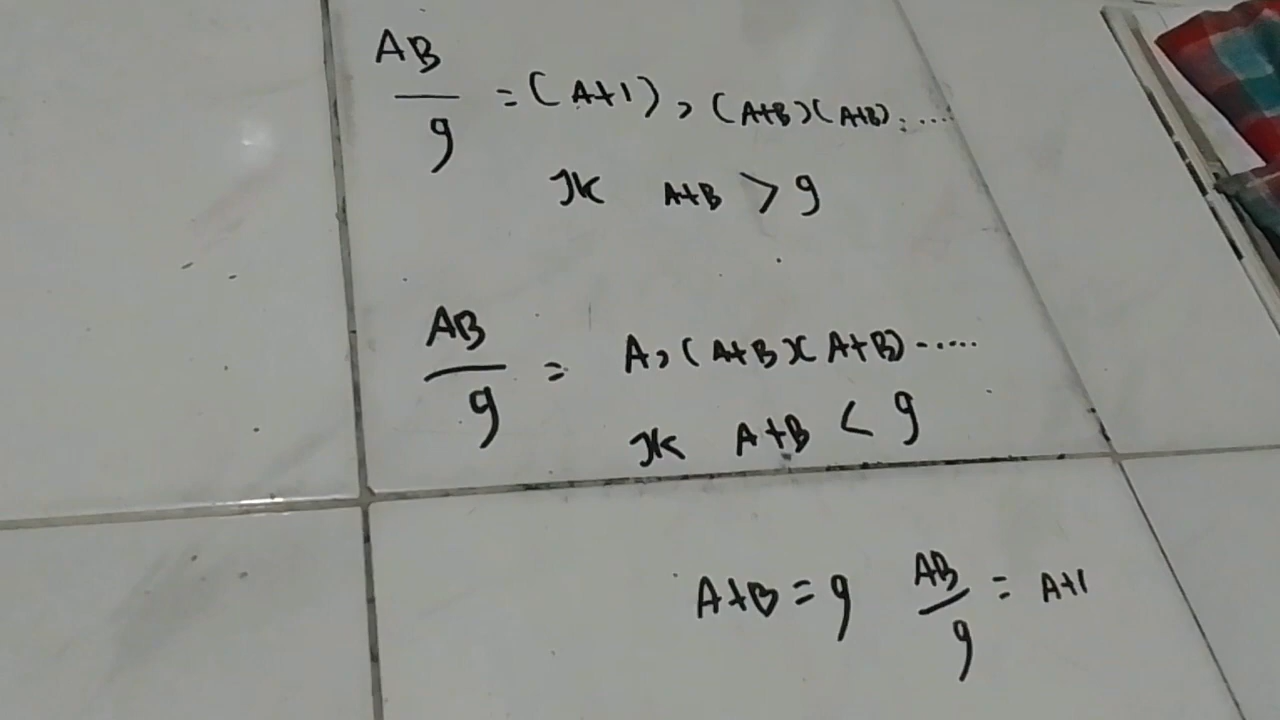 AB
— = (A+1), (A+B)(A+B).....
9
JK A+B > 9
AB
— = A,(A+B)(A+B)......
9
JK A+B < 9
A+B = 9 AB/9 = A+1